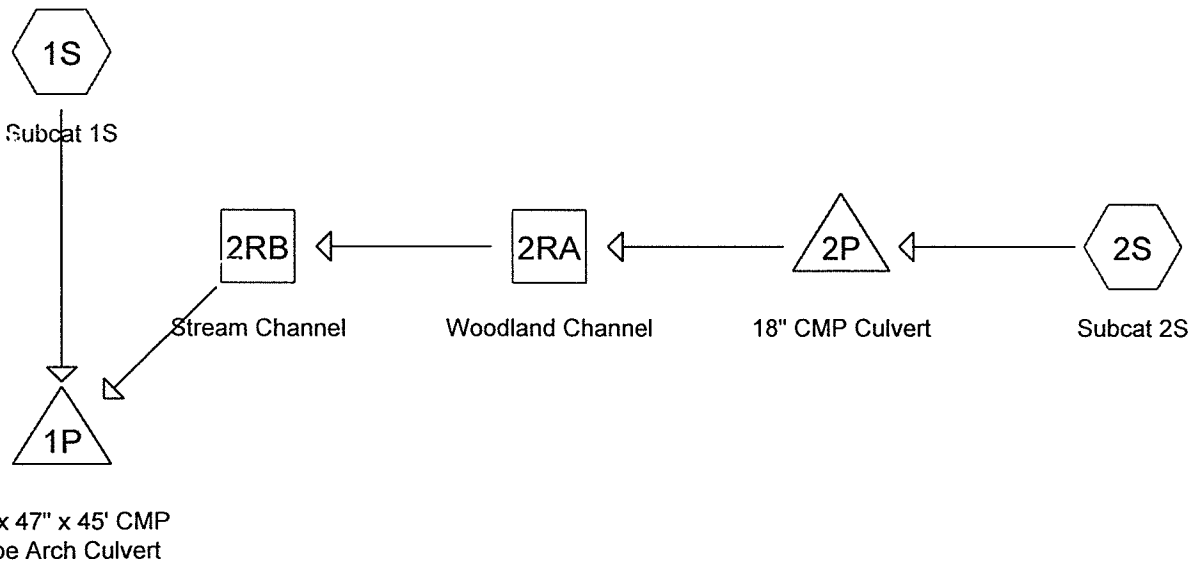 1S
Subcat 1S
2RB
2RA
2P
2S
Stream Channel
Woodland Channel
18" CMP Culvert
Subcat 2S
1P
x 47" x 45' CMP
Arch Culvert